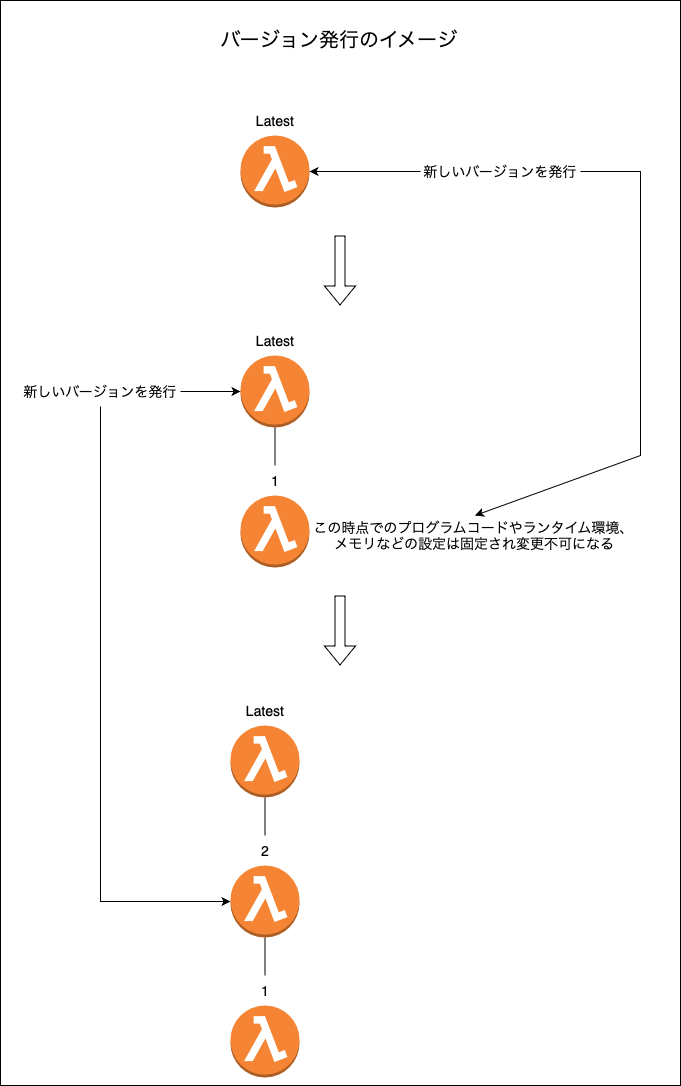 バージョン発行のイメージ
Latest
新しいバージョンを発行
Latest
新しいバージョンを発行
1
この時点でのプログラムコードやランタイム環境、
メモリなどの設定は固定され変更不可になる
Latest
2
1